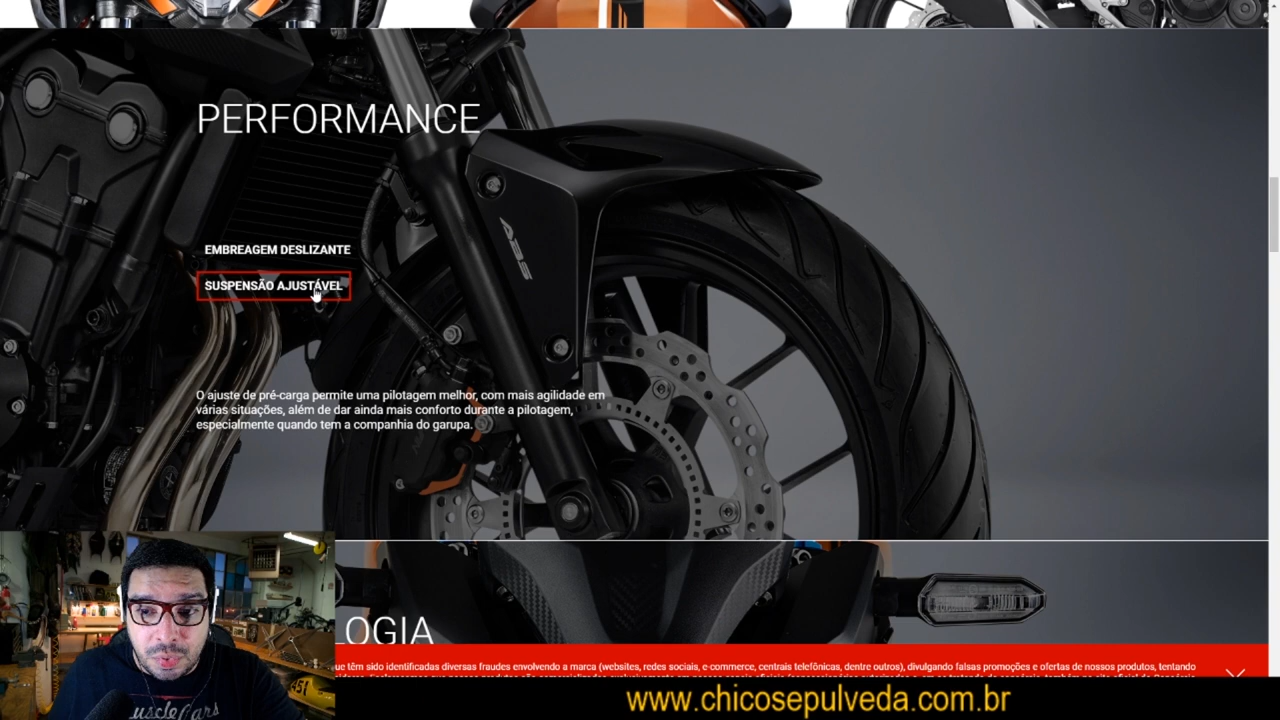 PERFORMANCE
ABS
EMBREAGEM DESLIZANTE
SUSPENSÃO AJUSTÁVEL
O ajuste de pré-carga permite uma pilotagem melhor, com mais agilidade em
várias situações, além de dar ainda mais conforto durante a pilotagem,
especialmente quando tem a companhia do garupa.
OGIA
ue têm sido identificadas diversas fraudes envolvendo a marca (websites, redes sociais, e-commerce, centrais telefônicas, dentre outros), divulgando falsas promoções e ofertas de nossos produtos, tentando
www.chicosepulveda.com.br